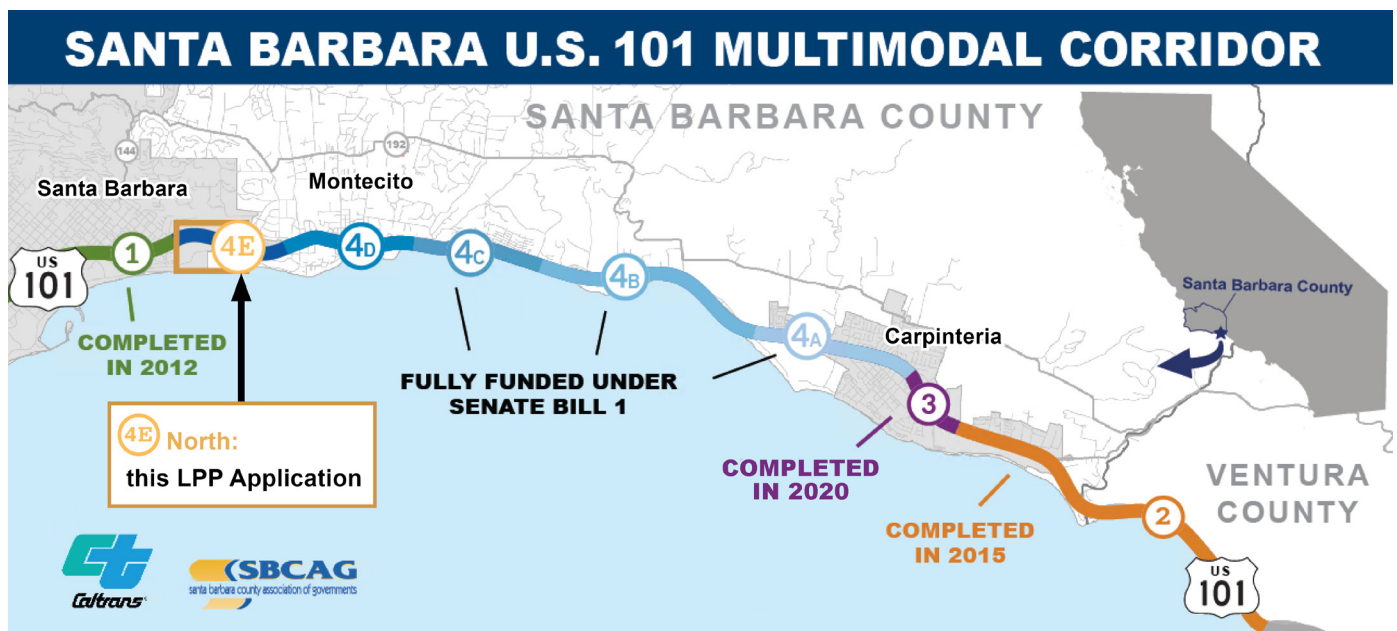 SANTA BARBARA U.S. 101 MULTIMODAL CORRIDOR
SANTA BARBARA COUNTY
144
192
Santa Barbara
Montecito
US
101
1
4E
4D
4C
4B
4A
Carpinteria
3
2
Santa Barbara County
COMPLETED
IN 2012
FULLY FUNDED UNDER
SENATE BILL 1
4E North:
this LPP Application
COMPLETED
IN 2020
COMPLETED
IN 2015
VENTURA
COUNTY
US
101
Ct
Caltrans
SBCAG
santa barbara county association of governments